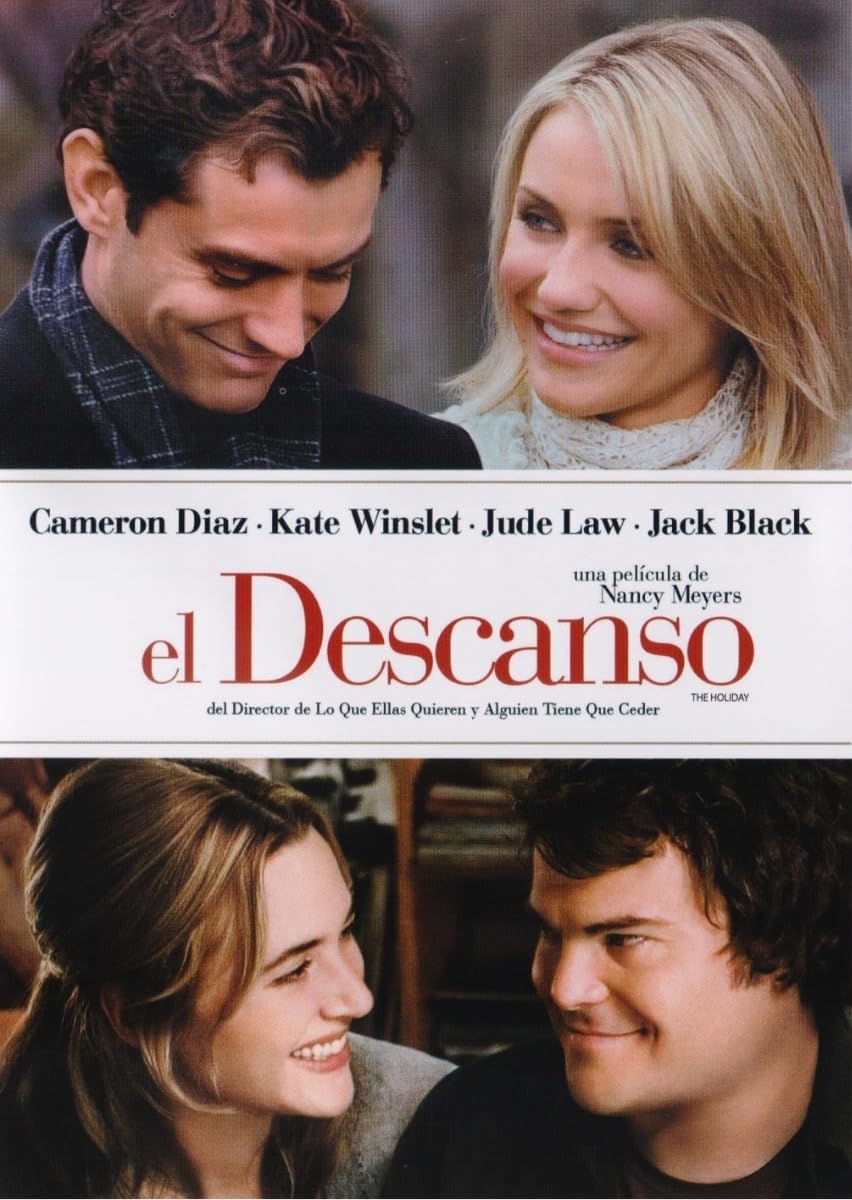 Cameron Diaz · Kate Winslet · Jude Law · Jack Black
una película de
Nancy Meyers
el Descanso
THE HOLIDAY
del Director de Lo Que Ellas Quieren y Alguien Tiene Que Ceder